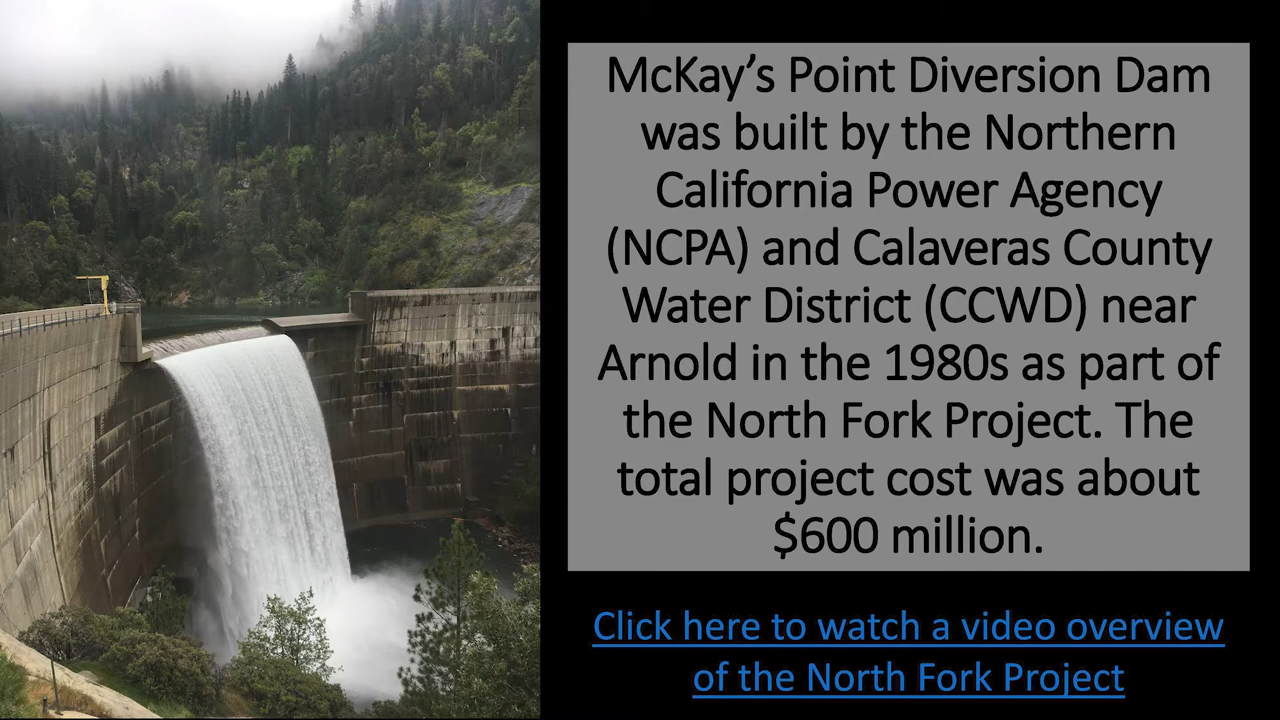 McKay’s Point Diversion Dam
was built by the Northern
California Power Agency
(NCPA) and Calaveras County
Water District (CCWD) near
Arnold in the 1980s as part of
the North Fork Project. The
total project cost was about
$600 million.
Click here to watch a video overview
of the North Fork Project